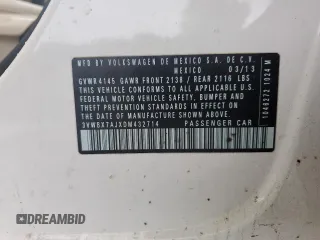 MFD BY VOLKSWAGEN DE MEXICO S.A. DE C.V.
MEXICO 03/13
GVWR 4145 GAWR FRONT 2138 / REAR 2116 LBS
THIS VEHICLE CONFORMS TO ALL APPLICABLE U.S.
FEDERAL MOTOR VEHICLE SAFETY, BUMPER AND THEFT
PREVENTION STANDARDS IN EFFECT ON THE DATE
OF MANUFACTURE SHOWN ABOVE.
PASSENGER CAR
DREAMBID